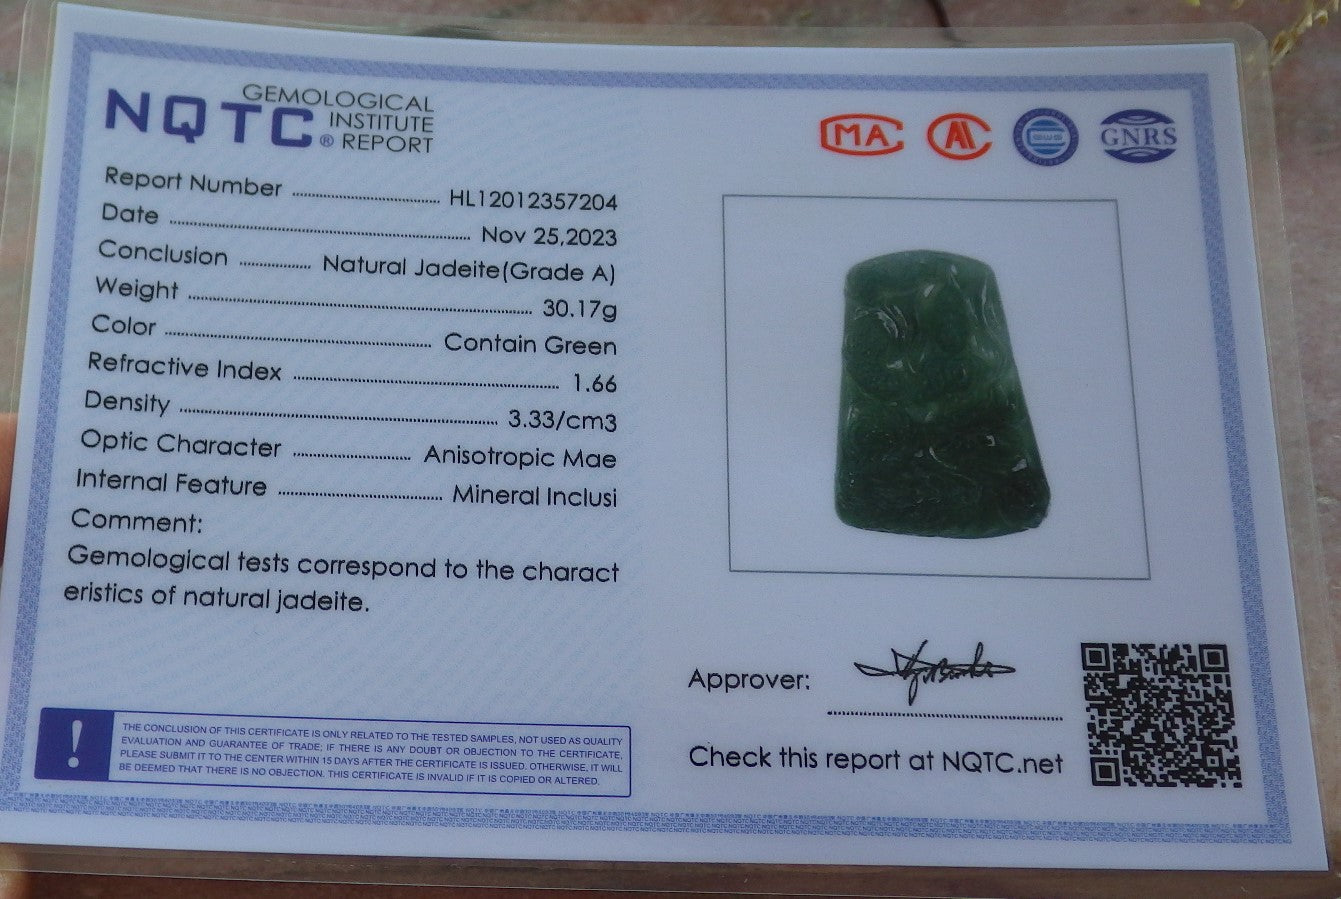 NQTC® GEMOLOGICAL
INSTITUTE
REPORT
MA
GNRS
Report Number HL12012357204
Date Nov 25,2023
Conclusion Natural Jadeite(Grade A)
Weight 30.17g
Color Contain Green
Refractive Index 1.66
Density 3.33/cm3
Optic Character Anisotropic Mae
Internal Feature Mineral Inclusi
Comment:
Gemological tests correspond to the charact
eristics of natural jadeite.
!
THE CONCLUSION OF THIS CERTIFICATE IS ONLY RELATED TO THE TESTED SAMPLES, NOT USED AS QUALITY
EVALUATION AND GUARANTEE OF TRADE; IF THERE IS ANY DOUBT OR OBJECTION TO THE CERTIFICATE,
PLEASE SUBMIT IT TO THE CENTER WITHIN 15 DAYS AFTER THE CERTIFICATE IS ISSUED. OTHERWISE, IT WILL
BE DEEMED THAT THERE IS NO OBJECTION. THIS CERTIFICATE IS INVALID IF IT IS COPIED OR ALTERED.
Approver:
Check this report at NQTC.net